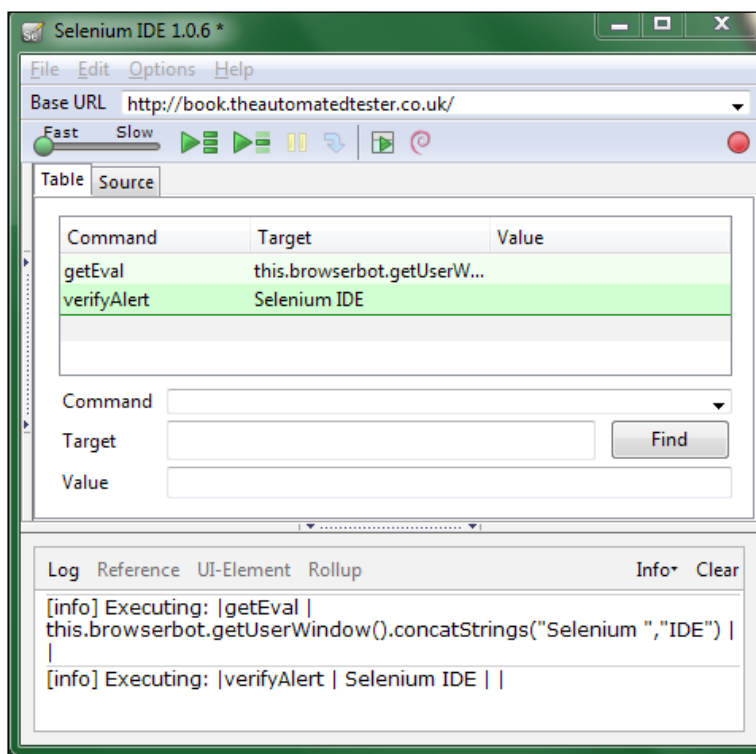 Selenium IDE 1.0.6 *
File Edit Options Help
Base URL http://book.theautomatedtester.co.uk/
Fast Slow
Table Source
Command Target Value
getEval this.browserbot.getUserW...
verifyAlert Selenium IDE
Command
Target Find
Value
Log Reference UI-Element Rollup Info Clear
[info] Executing: |getEval |
this.browserbot.getUserWindow().concatStrings("Selenium ","IDE") |
|
[info] Executing: |verifyAlert | Selenium IDE | |